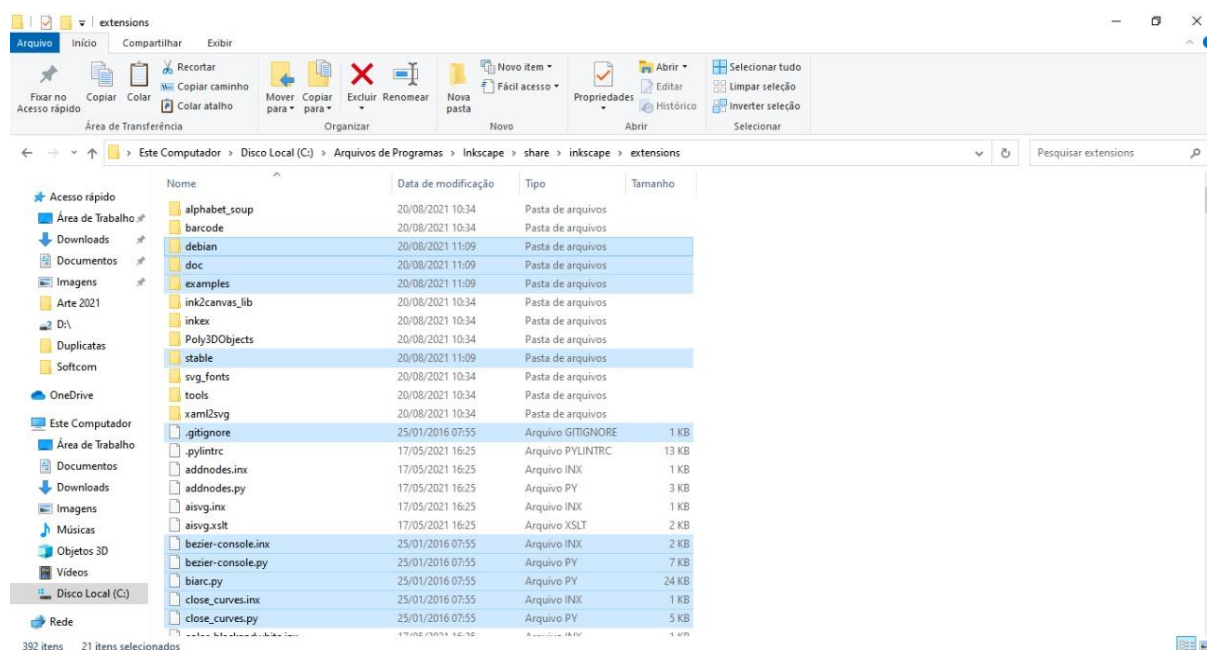 extensions
Arquivo Início Compartilhar Exibir
Fixar no Acesso rápido
Copiar
Colar
Recortar
Copiar caminho
Colar atalho
Área de Transferência
Mover para
Copiar para
Excluir
Renomear
Organizar
Nova pasta
Novo item
Fácil acesso
Novo
Propriedades
Abrir
Editar
Histórico
Abrir
Selecionar tudo
Limpar seleção
Inverter seleção
Selecionar
Este Computador > Disco Local (C:) > Arquivos de Programas > Inkscape > share > inkscape > extensions
Pesquisar extensions
Acesso rápido
Área de Trabalho
Downloads
Documentos
Imagens
Arte 2021
D:\
Duplicatas
Softcom
OneDrive
Este Computador
Área de Trabalho
Documentos
Downloads
Imagens
Músicas
Objetos 3D
Vídeos
Disco Local (C:)
Rede
Nome Data de modificação Tipo Tamanho
alphabet_soup 20/08/2021 10:34 Pasta de arquivos
barcode 20/08/2021 10:34 Pasta de arquivos
debian 20/08/2021 11:09 Pasta de arquivos
doc 20/08/2021 11:09 Pasta de arquivos
examples 20/08/2021 11:09 Pasta de arquivos
ink2canvas_lib 20/08/2021 10:34 Pasta de arquivos
inkex 20/08/2021 10:34 Pasta de arquivos
Poly3DObjects 20/08/2021 10:34 Pasta de arquivos
stable 20/08/2021 11:09 Pasta de arquivos
svg_fonts 20/08/2021 10:34 Pasta de arquivos
tools 20/08/2021 10:34 Pasta de arquivos
xaml2svg 20/08/2021 10:34 Pasta de arquivos
.gitignore 25/01/2016 07:55 Arquivo GITIGNORE 1 KB
.pylintrc 17/05/2021 16:25 Arquivo PYLINTRC 13 KB
addnodes.inx 17/05/2021 16:25 Arquivo INX 1 KB
addnodes.py 17/05/2021 16:25 Arquivo PY 3 KB
aisvg.inx 17/05/2021 16:25 Arquivo INX 1 KB
aisvg.xslt 17/05/2021 16:25 Arquivo XSLT 2 KB
bezier-console.inx 25/01/2016 07:55 Arquivo INX 2 KB
bezier-console.py 25/01/2016 07:55 Arquivo PY 7 KB
biarc.py 25/01/2016 07:55 Arquivo PY 24 KB
close_curves.inx 25/01/2016 07:55 Arquivo INX 1 KB
close_curves.py 25/01/2016 07:55 Arquivo PY 5 KB
392 itens 21 itens selecionados